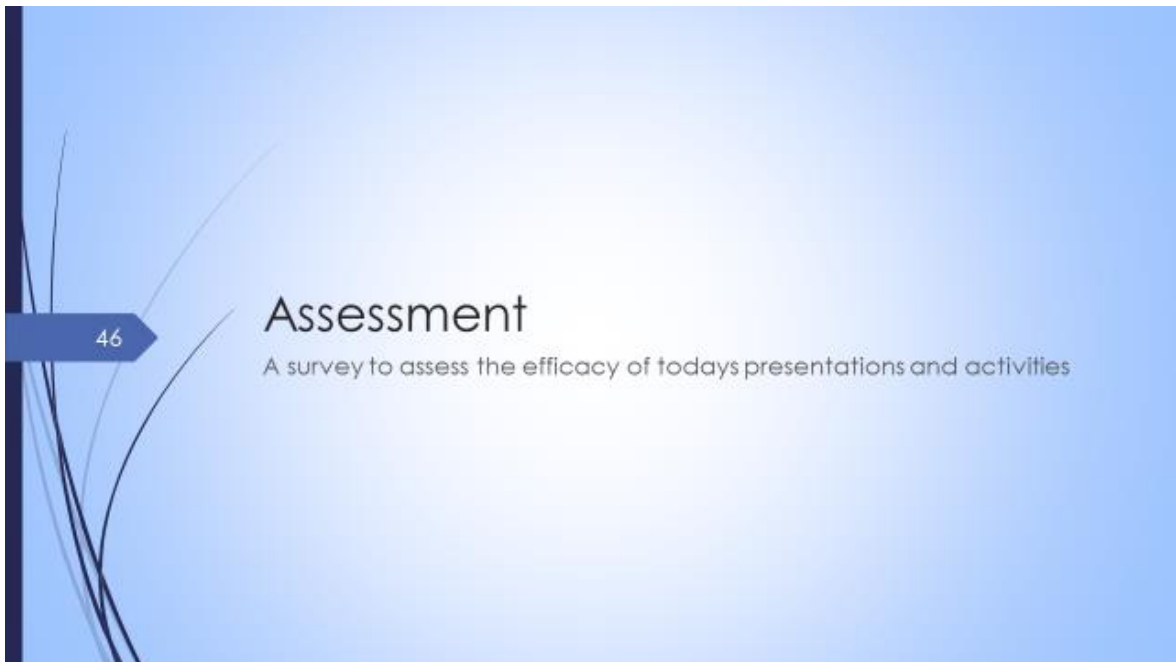 Assessment
46
A survey to assess the efficacy of todays presentations and activities